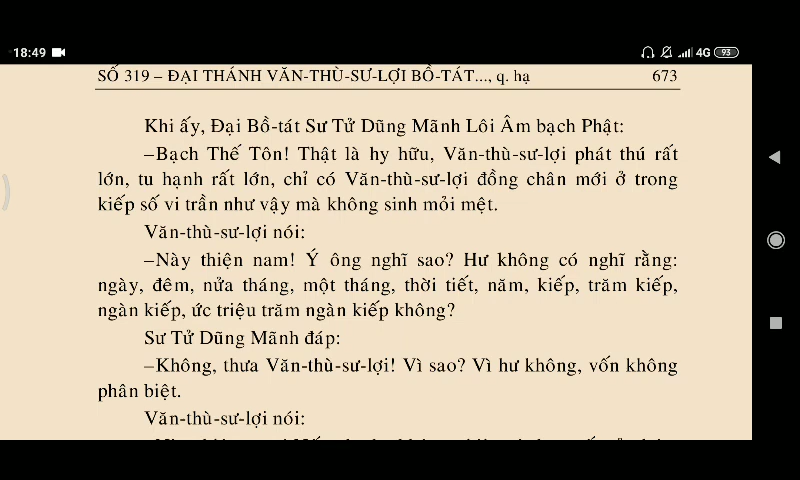 18:49 4G 93
SỐ 319 – ĐẠI THÁNH VĂN-THÙ-SƯ-LỢI BỒ-TÁT..., q. hạ 673
Khi ấy, Đại Bồ-tát Sư Tử Dũng Mãnh Lôi Âm bạch Phật:
–Bạch Thế Tôn! Thật là hy hữu, Văn-thù-sư-lợi phát thú rất
lớn, tu hạnh rất lớn, chỉ có Văn-thù-sư-lợi đồng chân mới ở trong
kiếp số vi trần như vậy mà không sinh mỏi mệt.
Văn-thù-sư-lợi nói:
–Này thiện nam! Ý ông nghĩ sao? Hư không có nghĩ rằng:
ngày, đêm, nửa tháng, một tháng, thời tiết, năm, kiếp, trăm kiếp,
ngàn kiếp, ức triệu trăm ngàn kiếp không?
Sư Tử Dũng Mãnh đáp:
–Không, thưa Văn-thù-sư-lợi! Vì sao? Vì hư không, vốn không
phân biệt.
Văn-thù-sư-lợi nói: